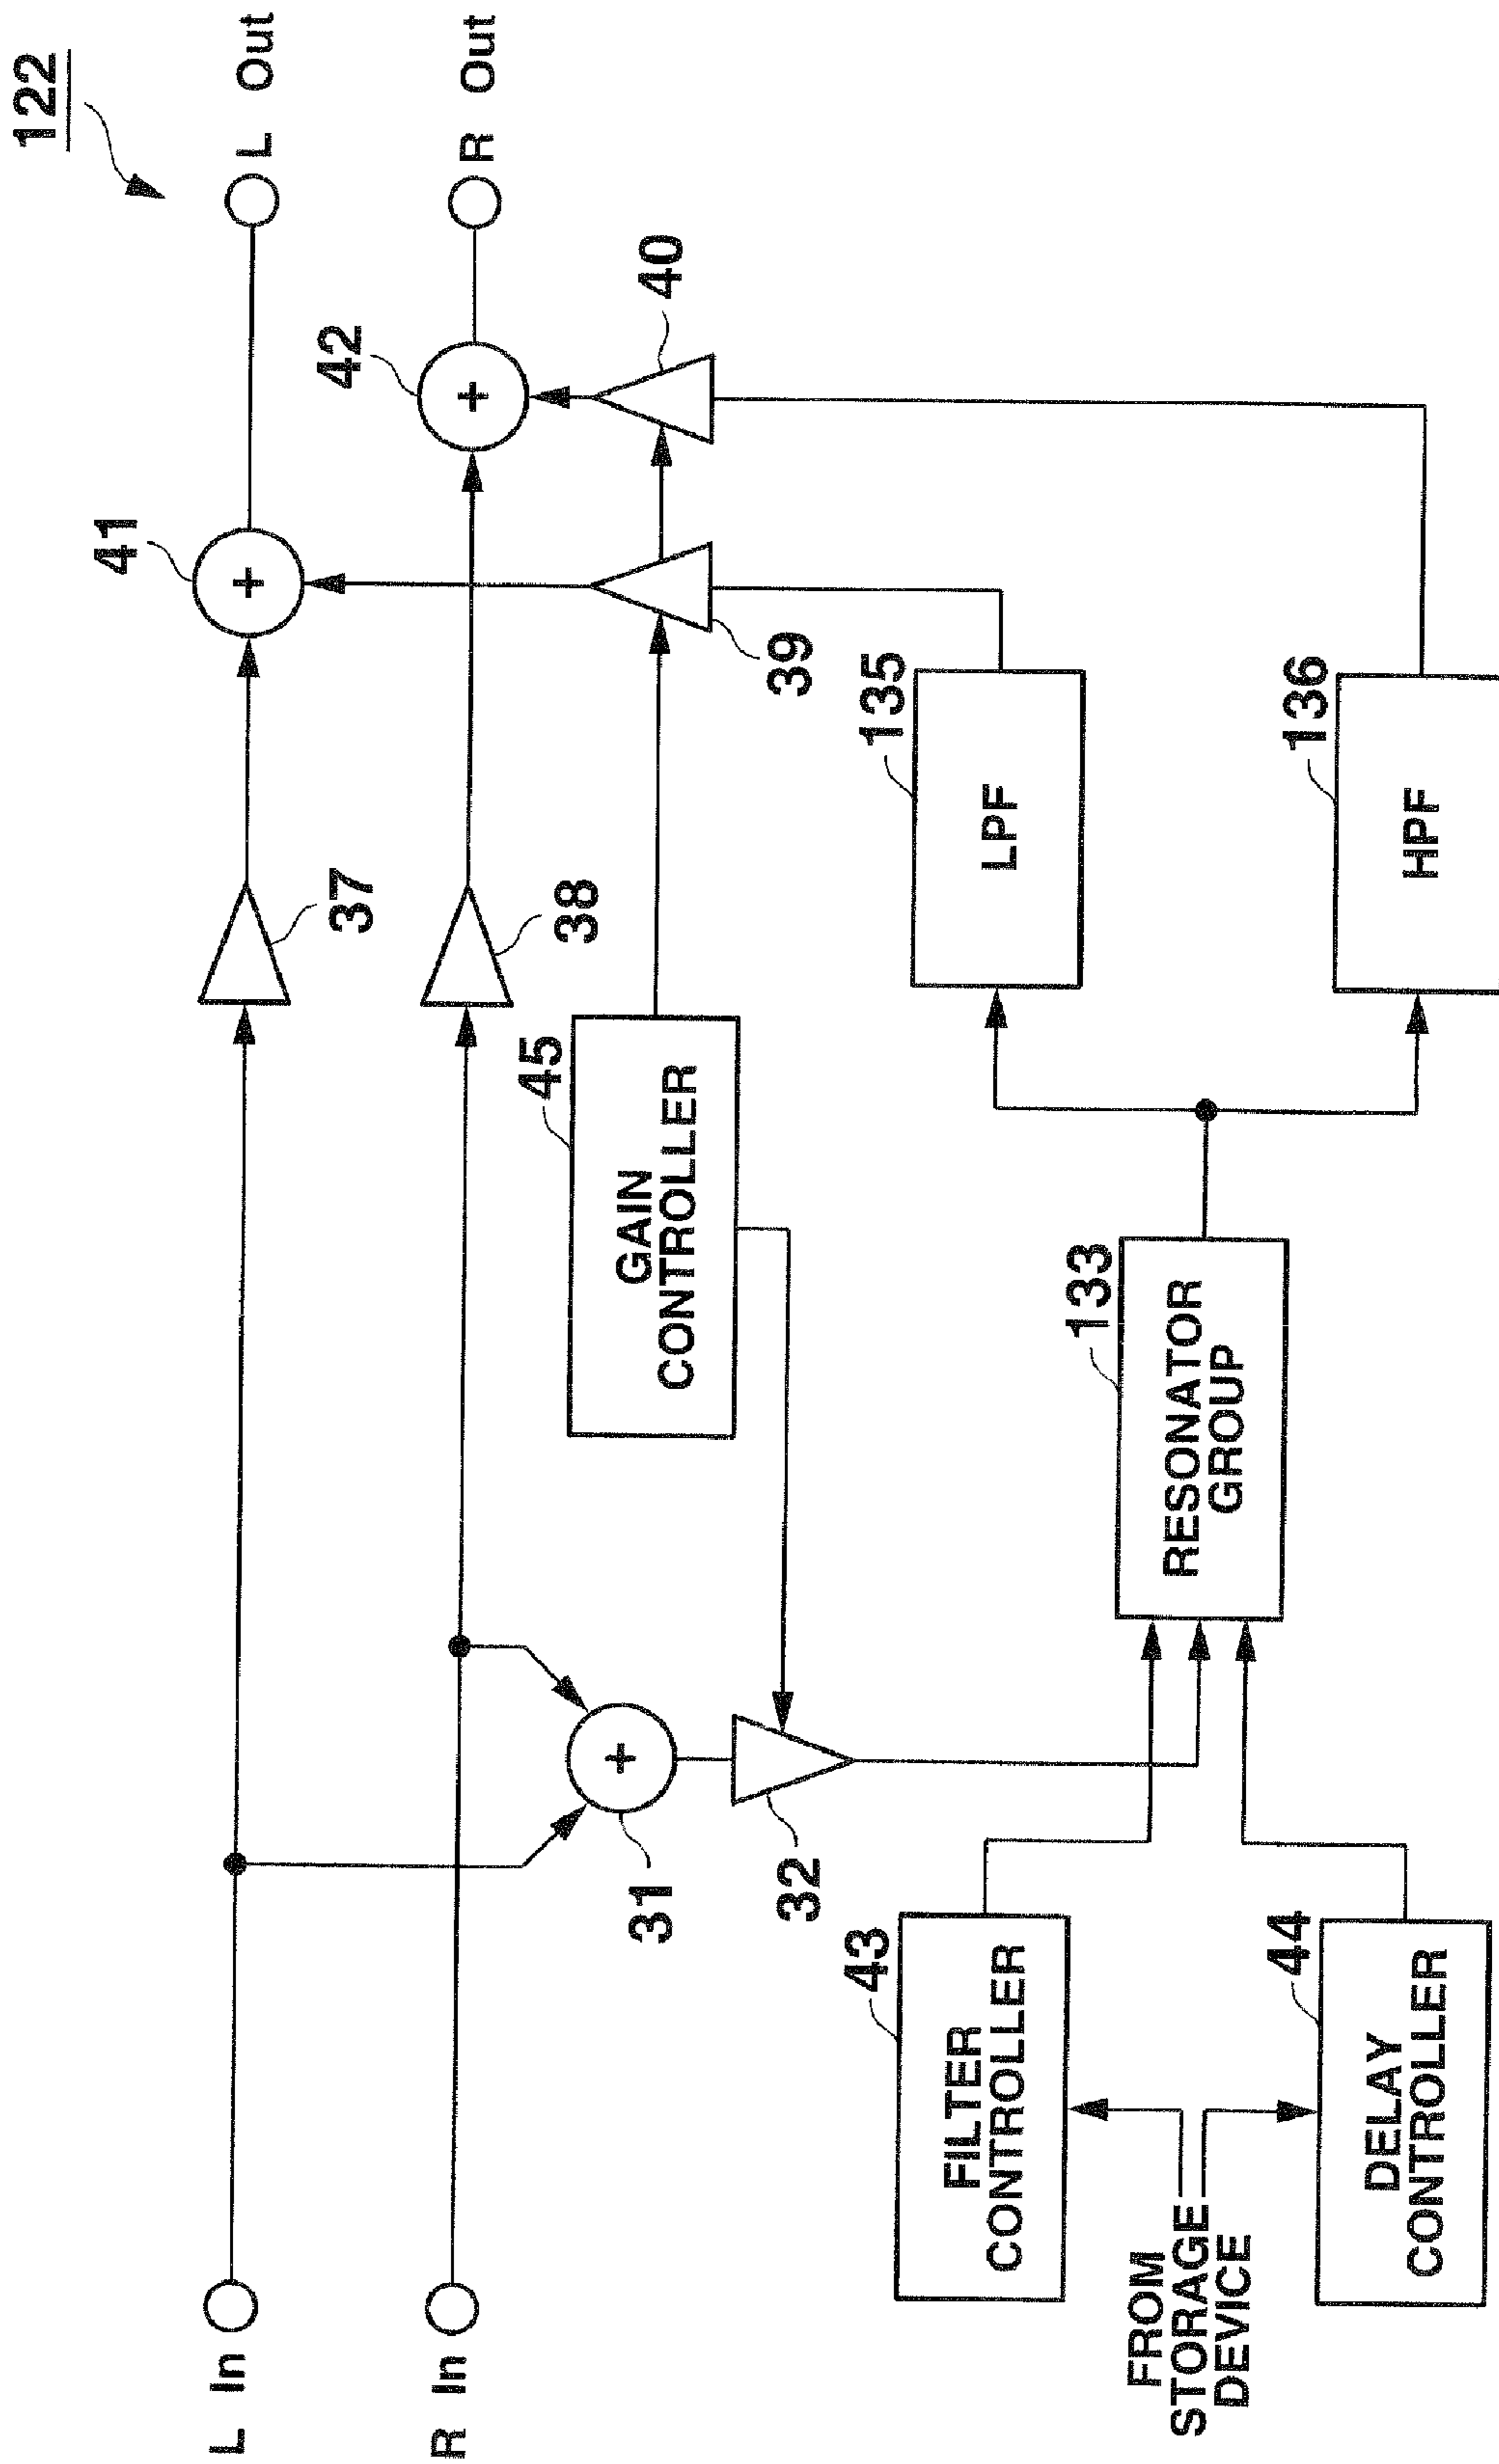 122
L In
L Out
R In
R Out
41
42
37
38
40
39
45
GAIN
CONTROLLER
31
32
135
LPF
133
RESONATOR
GROUP
136
HPF
43
FILTER
CONTROLLER
FROM
STORAGE
DEVICE
44
DELAY
CONTROLLER